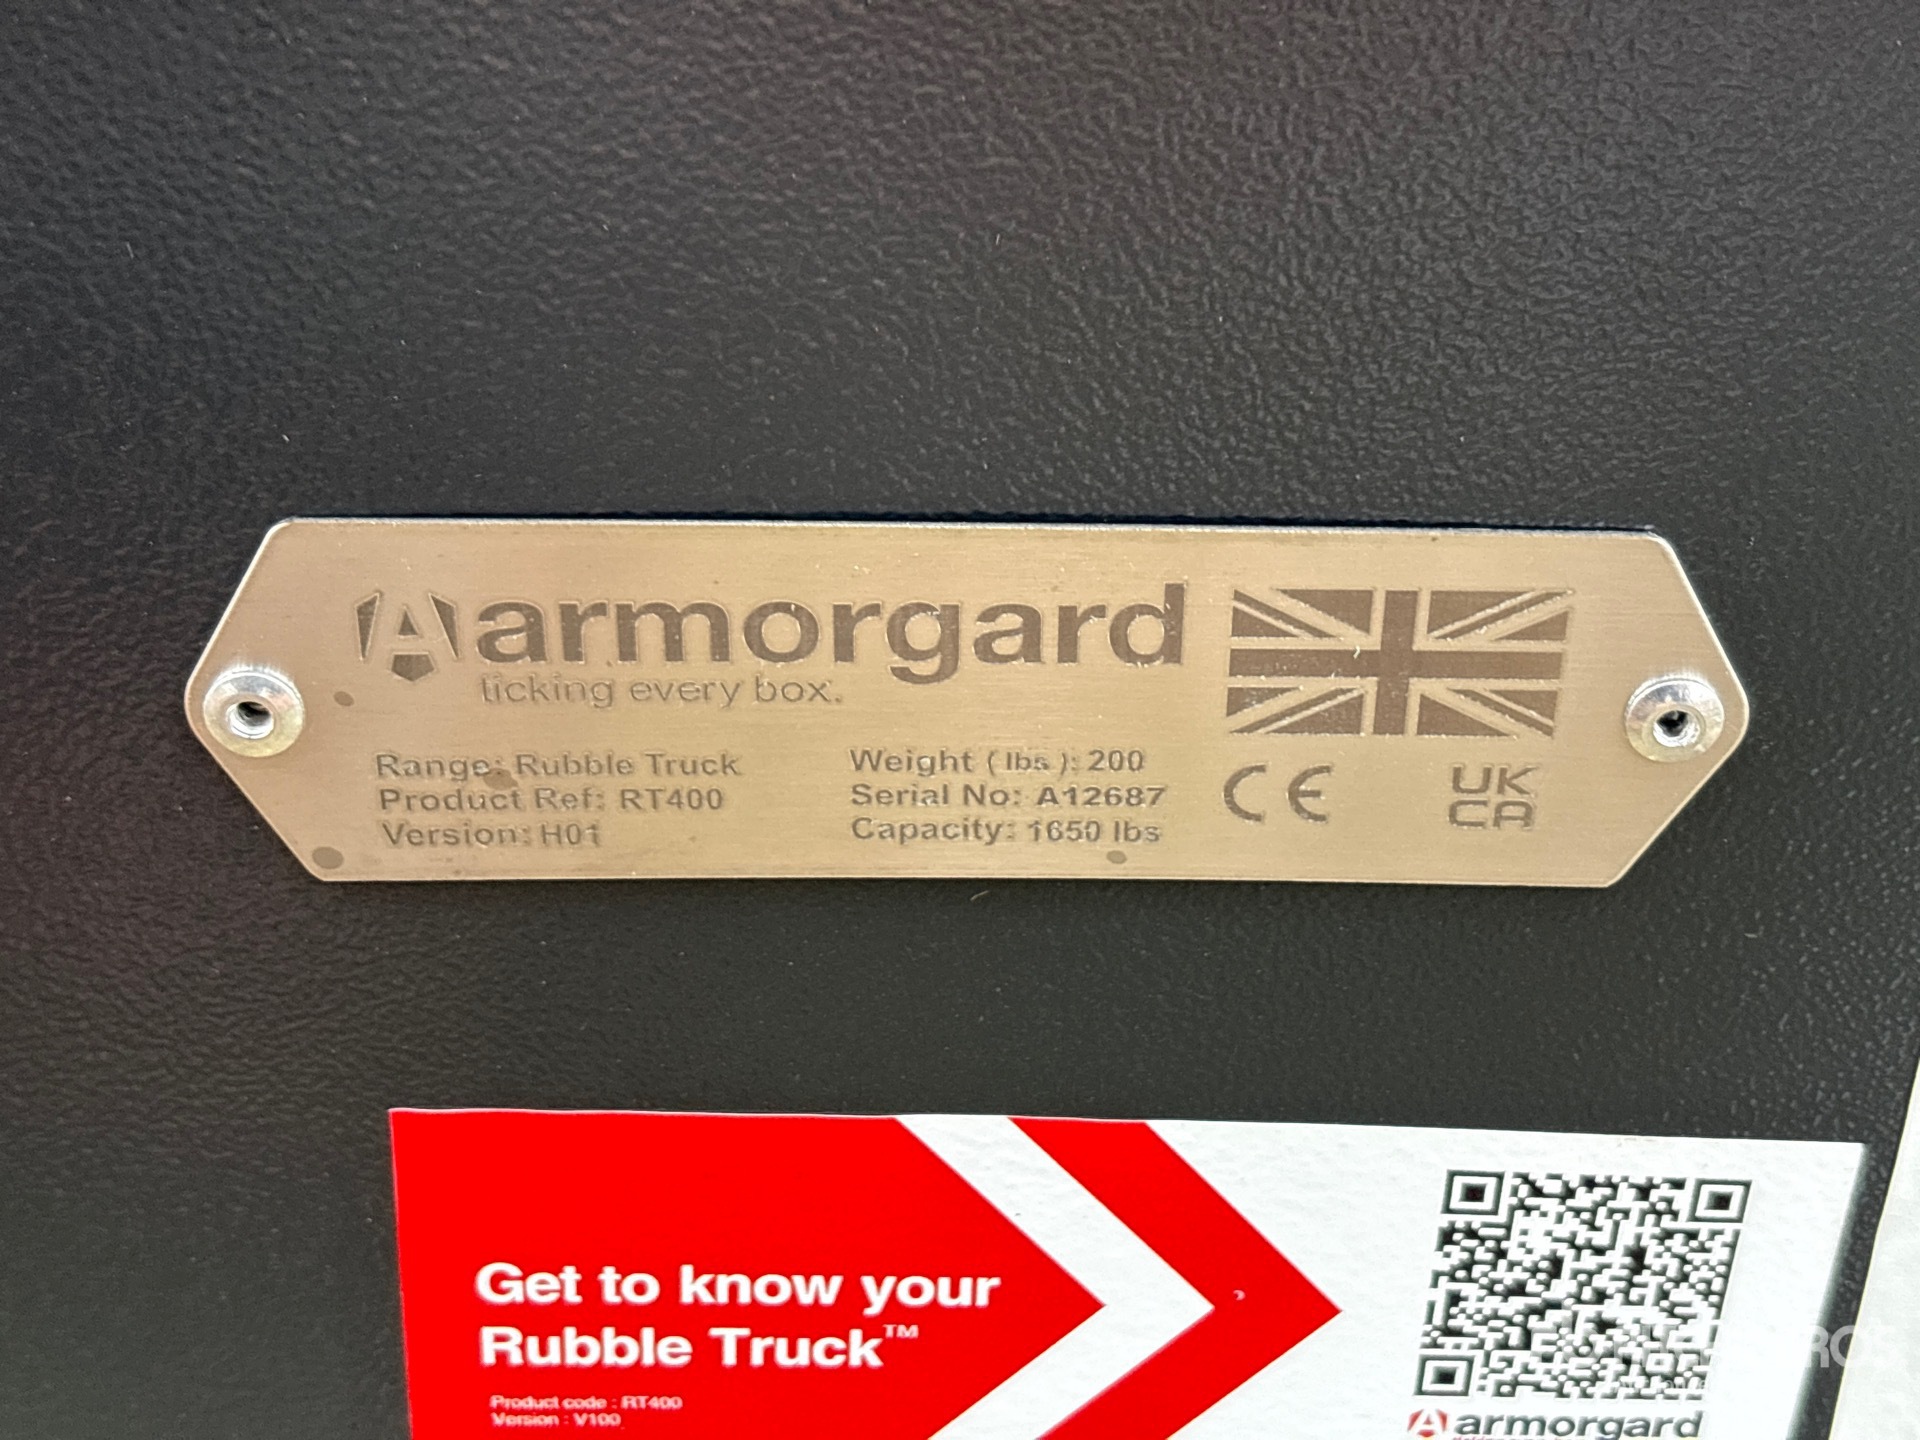 armorgard
ticking every box.
Range: Rubble Truck
Product Ref: RT400
Version: H01
Weight (lbs): 200
Serial No: A12687
Capacity: 1650 lbs
CE
UK
CA
Get to know your
Rubble Truck™
Product code : RT400
Version : V100
armorgard